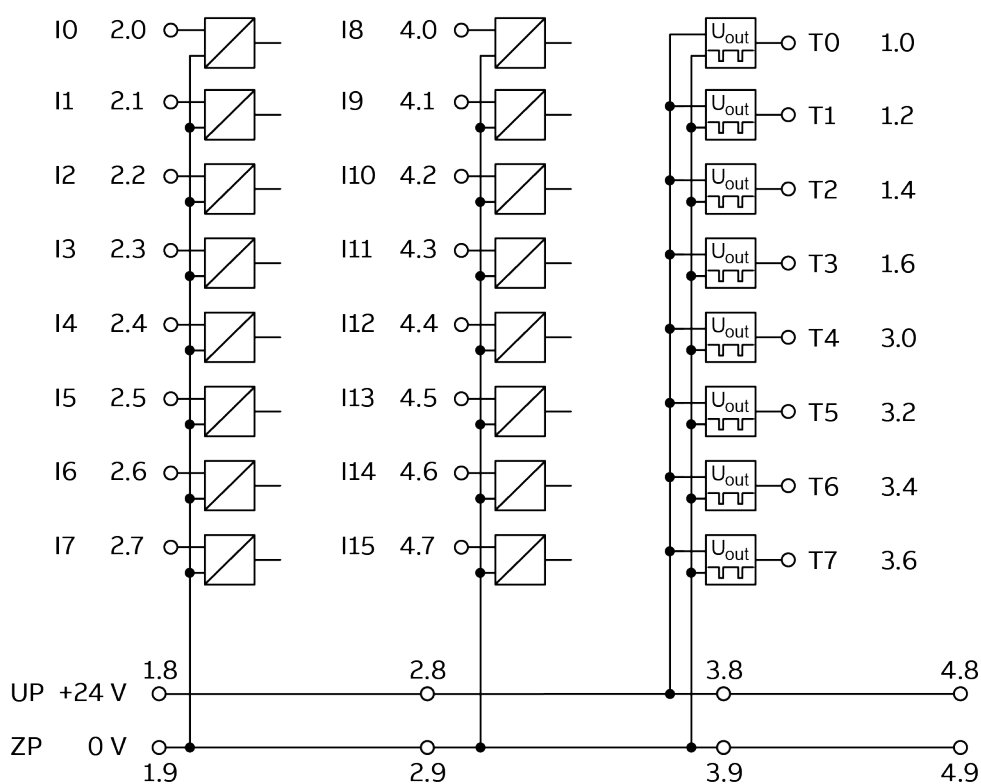 I0 2.0 I8 4.0 Uout T0 1.0
I1 2.1 I9 4.1 Uout T1 1.2
I2 2.2 I10 4.2 Uout T2 1.4
I3 2.3 I11 4.3 Uout T3 1.6
I4 2.4 I12 4.4 Uout T4 3.0
I5 2.5 I13 4.5 Uout T5 3.2
I6 2.6 I14 4.6 Uout T6 3.4
I7 2.7 I15 4.7 Uout T7 3.6
1.8 2.8 3.8 4.8
UP +24 V
ZP 0 V
1.9 2.9 3.9 4.9